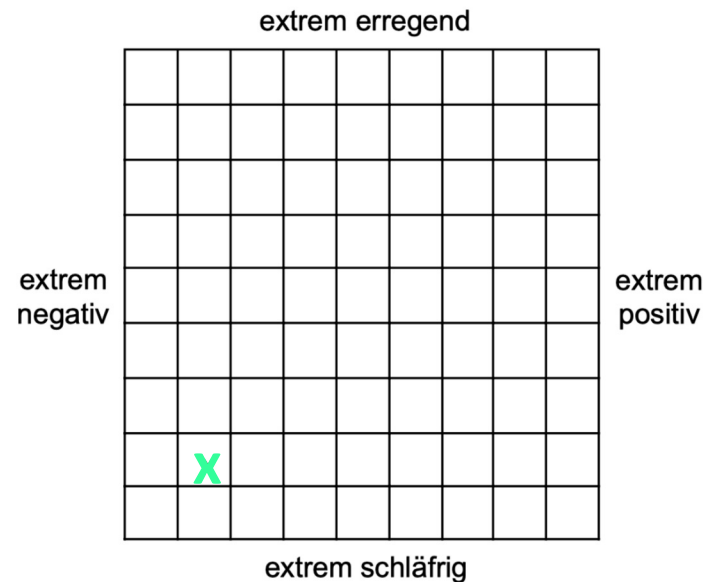 extrem erregend
extrem
negativ
extrem
positiv
X
extrem schläfrig